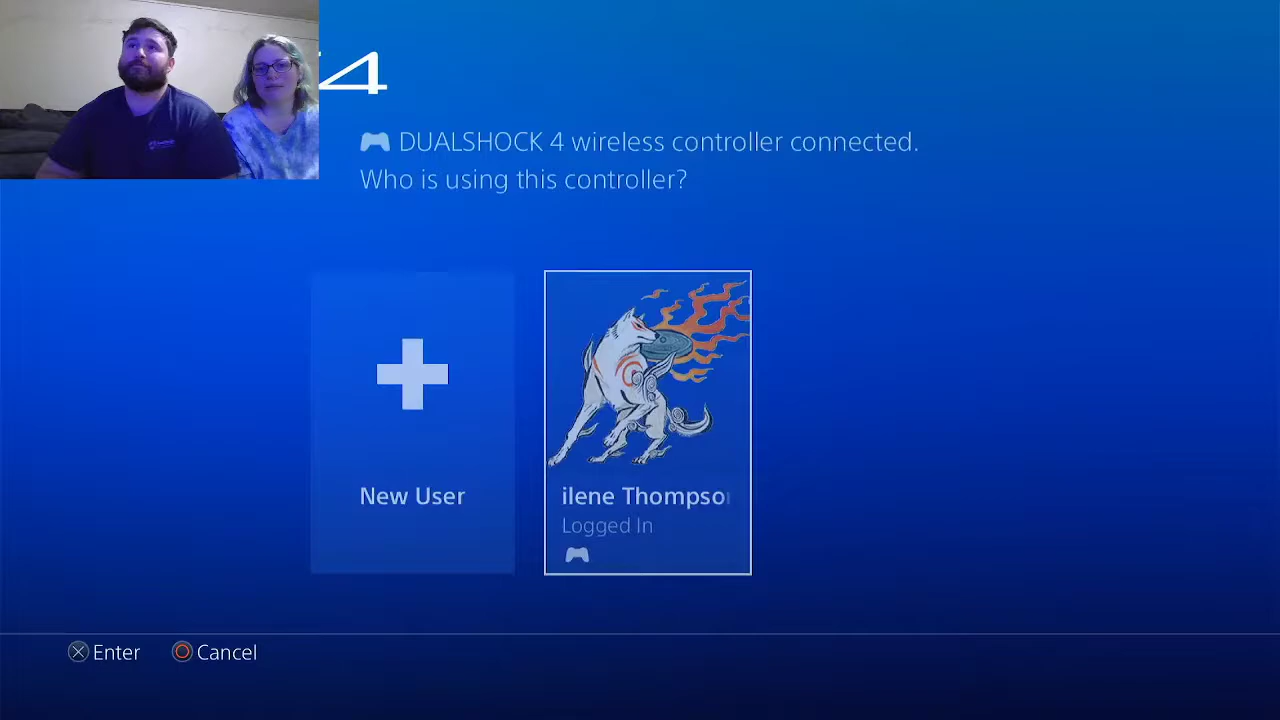 4
DUALSHOCK 4 wireless controller connected.
Who is using this controller?
New User
ilene Thompso
Logged In
Enter
Cancel